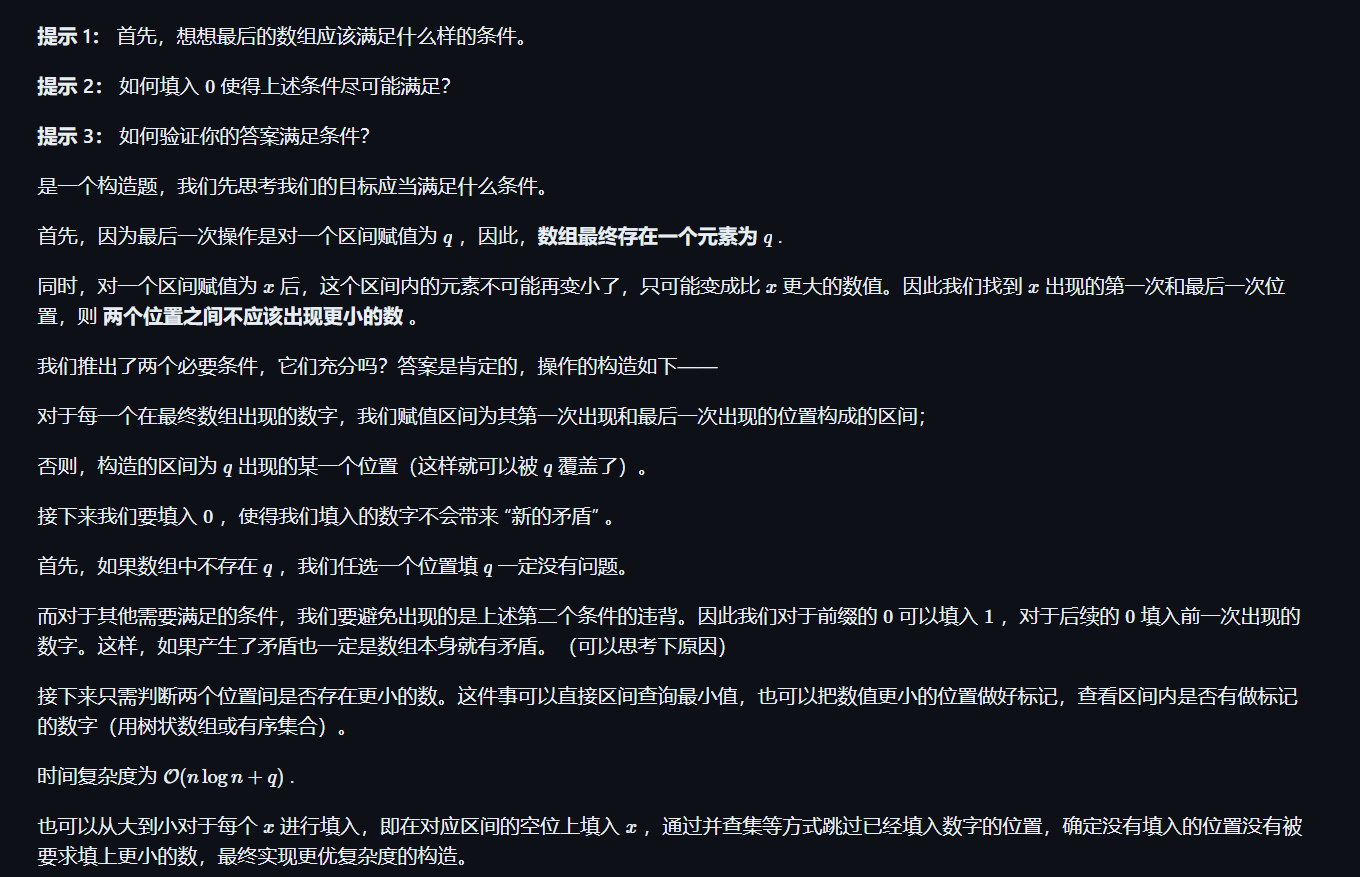 提示 1： 首先，想想最后的数组应该满足什么样的条件。
提示 2： 如何填入 0 使得上述条件尽可能满足？
提示 3： 如何验证你的答案满足条件？
是一个构造题，我们先思考我们的目标应当满足什么条件。
首先，因为最后一次操作是对一个区间赋值为 q ，因此，数组最终存在一个元素为 q .
同时，对一个区间赋值为 x 后，这个区间内的元素不可能再变小了，只可能变成比 x 更大的数值。因此我们找到 x 出现的第一次和最后一次位
置，则 两个位置之间不应该出现更小的数 。
我们推出了两个必要条件，它们充分吗？答案是肯定的，操作的构造如下——
对于每一个在最终数组出现的数字，我们赋值区间为其第一次出现和最后一次出现的位置构成的区间；
否则，构造的区间为 q 出现的某一个位置（这样就可以被 q 覆盖了）。
接下来我们要填入 0 ，使得我们填入的数字不会带来 “新的矛盾” 。
首先，如果数组中不存在 q ，我们任选一个位置填 q 一定没有问题。
而对于其他需要满足的条件，我们要避免出现的是上述第二个条件的违背。因此我们对于前缀的 0 可以填入 1 ，对于后续的 0 填入前一次出现的
数字。这样，如果产生了矛盾也一定是数组本身就有矛盾。（可以思考下原因）
接下来只需判断两个位置间是否存在更小的数。这件事可以直接区间查询最小值，也可以把数值更小的位置做好标记，查看区间内是否有做标记
的数字（用树状数组或有序集合）。
时间复杂度为 𝒪(n log n + q) .
也可以从大到小对于每个 x 进行填入，即在对应区间的空位上填入 x ，通过并查集等方式跳过已经填入数字的位置，确定没有填入的位置没有被
要求填上更小的数，最终实现更优复杂度的构造。